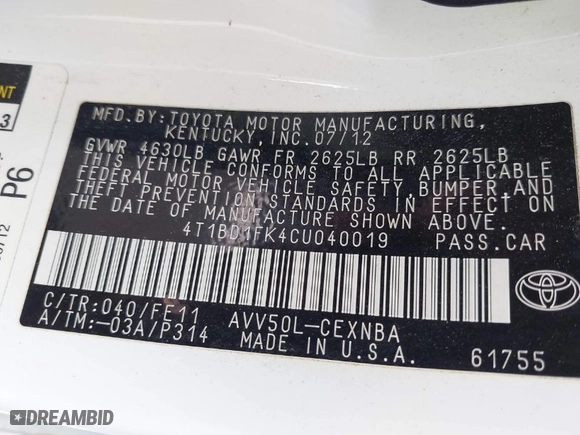 NT
3
P6
MFD.BY:TOYOTA MOTOR MANUFACTURING,
KENTUCKY, INC.07/12
GVWR 4630LB GAWR FR 2625LB RR 2625LB
THIS VEHICLE CONFORMS TO ALL APPLICABLE
FEDERAL MOTOR VEHICLE SAFETY BUMPER,AND
THEFT PREVENTION STANDARDS IN EFFECT ON
THE DATE OF MANUFACTURE SHOWN ABOVE.
4T1BD1FK4CU040019 PASS.CAR
C/TR:040/FE11 AVV50L-CEXNBA
A/TM:-03A/P314 MADE IN U.S.A. 61755
DREAMBID